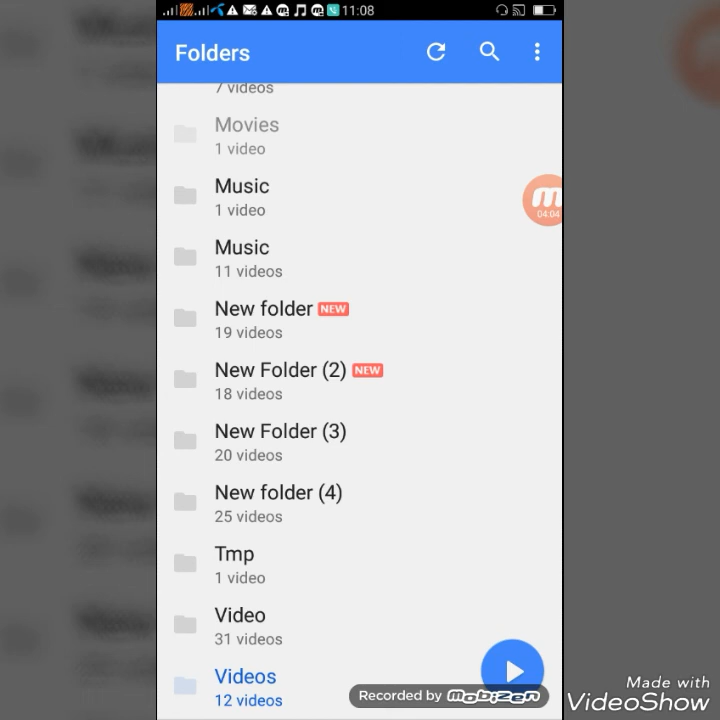 11:08
Folders
7 videos
Movies
1 video
Music
1 video
Music
11 videos
04:04
New folder NEW
19 videos
New Folder (2) NEW
18 videos
New Folder (3)
20 videos
New folder (4)
25 videos
Tmp
1 video
Video
31 videos
Videos
12 videos
Recorded by Mobizen
Made with
VideoShow